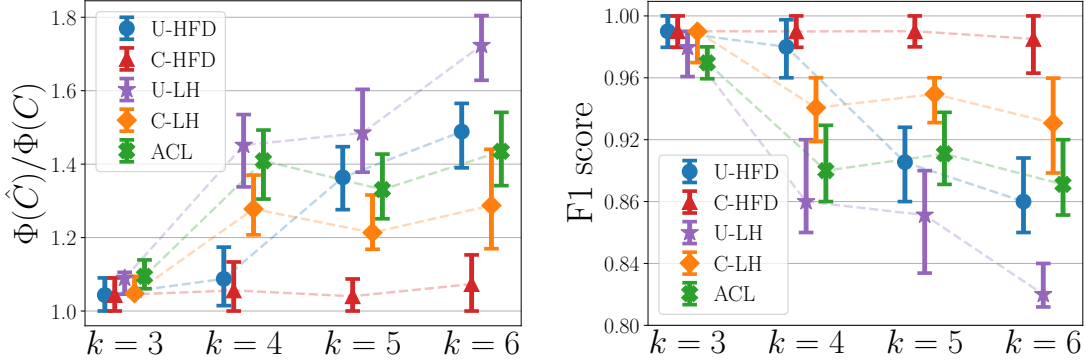 Φ(Ĉ)/Φ(C)
1.8
1.6
1.4
1.2
1.0
U-HFD
C-HFD
U-LH
C-LH
ACL
k = 3
k = 4
k = 5
k = 6
F1 score
1.00
0.96
0.92
0.88
0.84
0.80
U-HFD
C-HFD
U-LH
C-LH
ACL
k = 3
k = 4
k = 5
k = 6